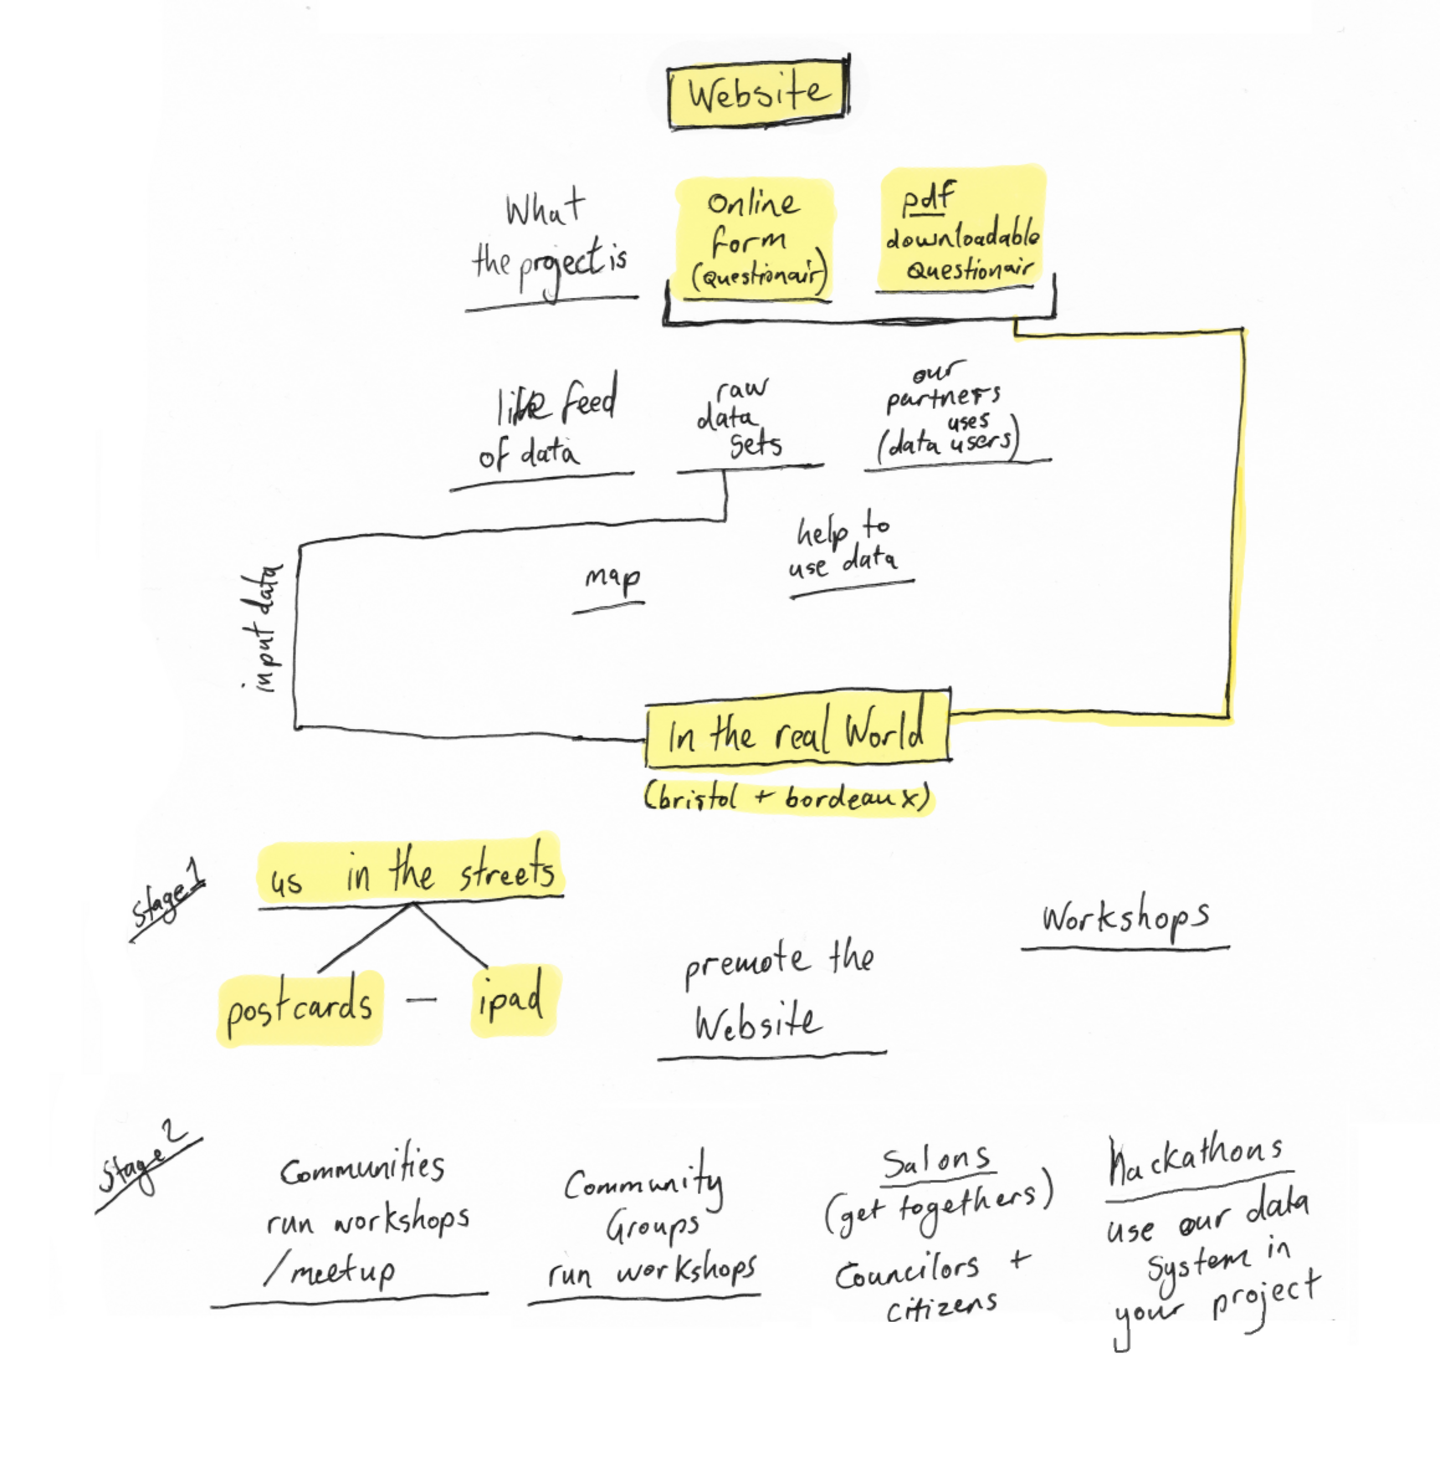 Website
What
the project is
Online
form
(Questionair)
pdf
downloadable
Questionair
feed
of data
raw
data
sets
our
partners
uses
(data users)
input data
map
help to
use data
In the real World
(bristol + bordeaux)
Stage 1
us in the streets
postcards - ipad
premote the
Website
Workshops
Stage 2
Communities
run workshops
/meetup
Community
Groups
run workshops
Salons
(get togethers)
Councilors +
citizens
hackathons
use our data
System in
your project